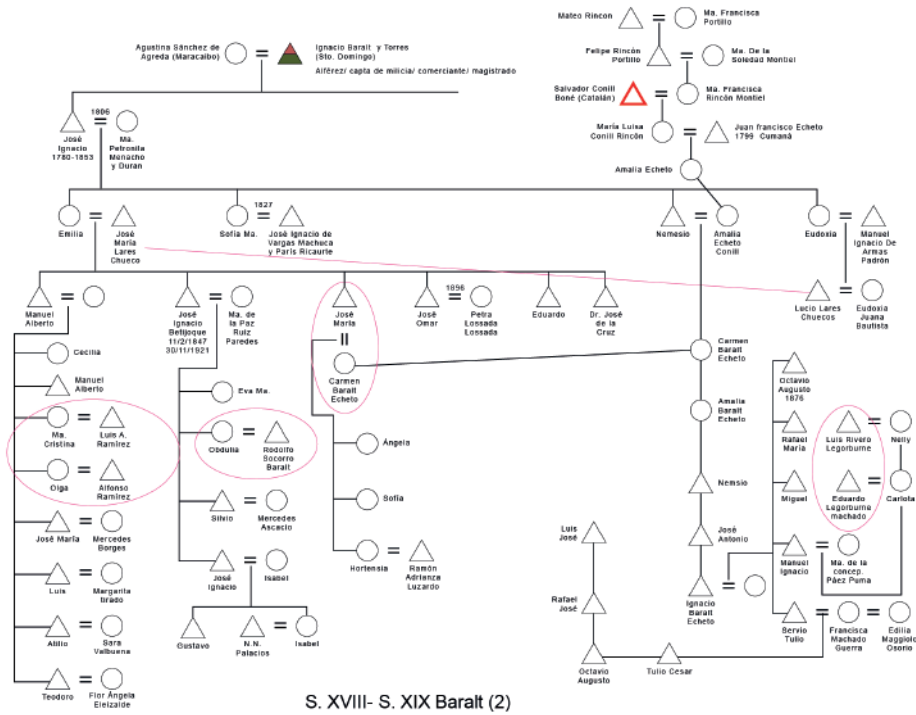 Mateo Rincon
Ma. Francisca
Portillo
Agustina Sánchez de
Agreda (Maracaibo)
Ignacio Baralt y Torres
(Sto. Domingo)
Alférez/ capta de milicia/ comerciante/ magistrado
Felipe Rincón
Portillo
Ma. De la
Soledad Montiel
Salvador Conill
Boné (Catalán)
Ma. Francisca
Rincón Montiel
1806
José
Ignacio
1780-1853
Ma.
Petronila
Menacho
y Duran
María Luisa
Conill Rincón
Juan francisco Echeto
1799 Cumaná
Amalia Echeto
Emilia
José
María
Lares
Chueco
1827
Sofía Ma.
José Ignacio de
Vargas Macheca
y París Ricaurte
Nemesio
Amalia
Echeto
Conill
Eudoxia
Manuel
Ignacio De
Armas
Padrón
Lucio Lares
Chuecos
Eudoxia
Juana
Bautista
Manuel
Alberto
José
Ignacio
Betijoque
11/2/1847
30/11/1921
Ma. de
la Paz
Ruiz
Paredes
José
María
1896
José
Omar
Petra
Lossada
Lossada
Eduardo
Dr. José
de la
Cruz
Carmen
Baralt
Echeto
Carmen
Baralt
Echeto
Cecilia
Manuel
Alberto
Ma.
Cristina
Luis A.
Ramírez
Olga
Alfonso
Ramírez
José María
Mercedes
Borges
Luis
Margarita
tirado
Atilio
Sara
Valbuena
Teodoro
Flor Ángela
Eleizalde
Eva Ma.
Obdulia
Rodolfo
Socorro
Baralt
Silvio
Mercedes
Ascacio
José
Ignacio
Isabel
Gustavo
N.N.
Palacios
Isabel
Ángela
Sofía
Hortensia
Ramón
Adrianza
Luzardo
Amalia
Baralt
Echeto
Nemsio
José
Antonio
Ignacio
Baralt
Echeto
Octavio
Augusto
1876
Rafael
María
Miguel
Manuel
Ignacio
Ma. de la
concep.
Páez Puma
Servio
Tulio
Francisca
Machado
Guerra
Edilia
Maggiolo
Osorio
Luis Rivero
Legorburne
Nelly
Eduardo
Legorburne
machado
Carlota
Luis
José
Rafael
José
Octavio
Augusto
Tulio Cesar
S. XVIII- S. XIX Baralt (2)